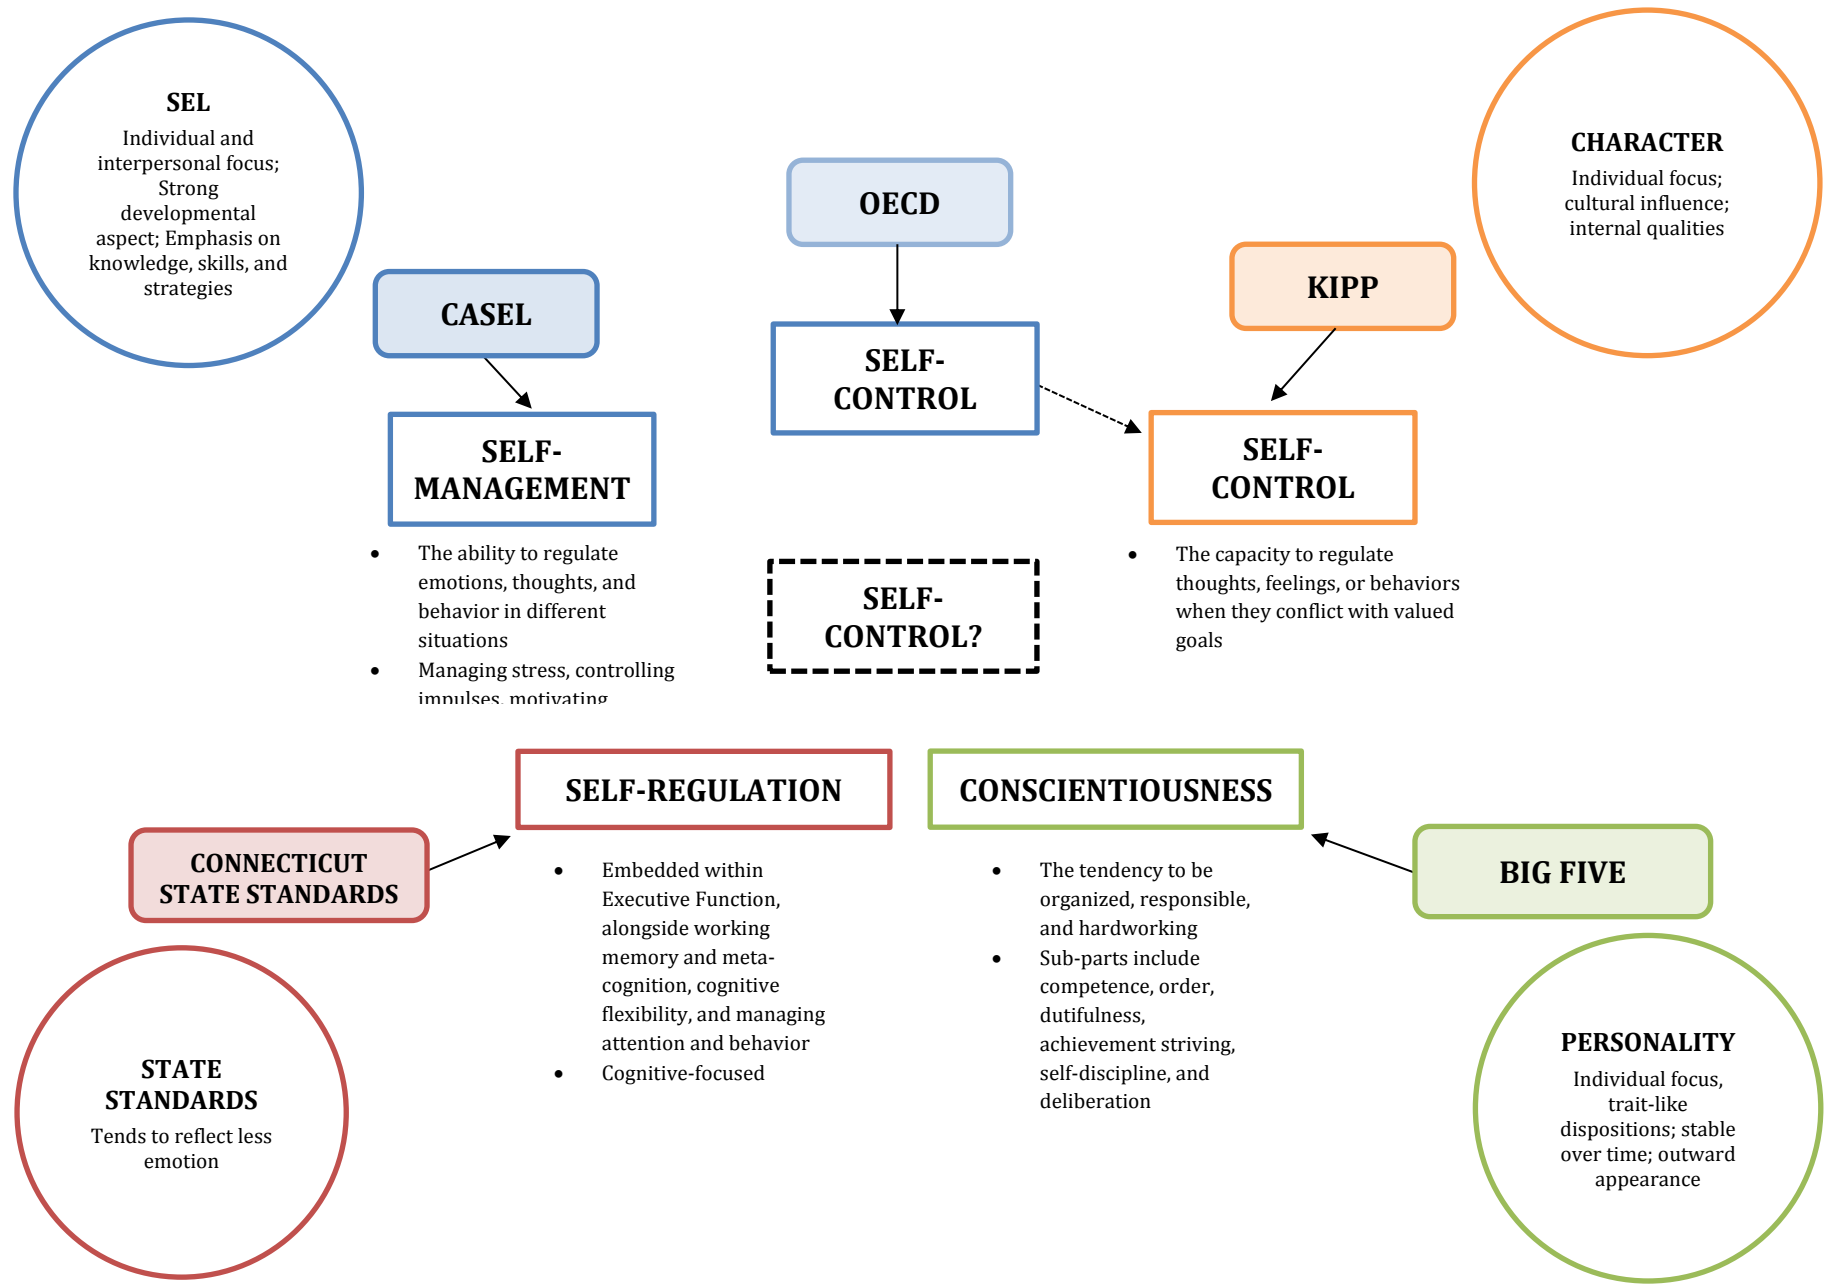 SEL
Individual and
interpersonal focus;
Strong
developmental
aspect; Emphasis on
knowledge, skills, and
strategies
OECD
CHARACTER
Individual focus;
cultural influence;
internal qualities
CASEL
KIPP
SELF-
CONTROL
SELF-
MANAGEMENT
SELF-
CONTROL
• The ability to regulate
emotions, thoughts, and
behavior in different
situations
• Managing stress, controlling
impulses, motivating
SELF-
CONTROL?
• The capacity to regulate
thoughts, feelings, or behaviors
when they conflict with valued
goals
SELF-REGULATION
CONSCIENTIOUSNESS
CONNECTICUT
STATE STANDARDS
• Embedded within
Executive Function,
alongside working
memory and meta-
cognition, cognitive
flexibility, and managing
attention and behavior
• Cognitive-focused
• The tendency to be
organized, responsible,
and hardworking
• Sub-parts include
competence, order,
dutifulness,
achievement striving,
self-discipline, and
deliberation
BIG FIVE
STATE
STANDARDS
Tends to reflect less
emotion
PERSONALITY
Individual focus,
trait-like
dispositions; stable
over time; outward
appearance